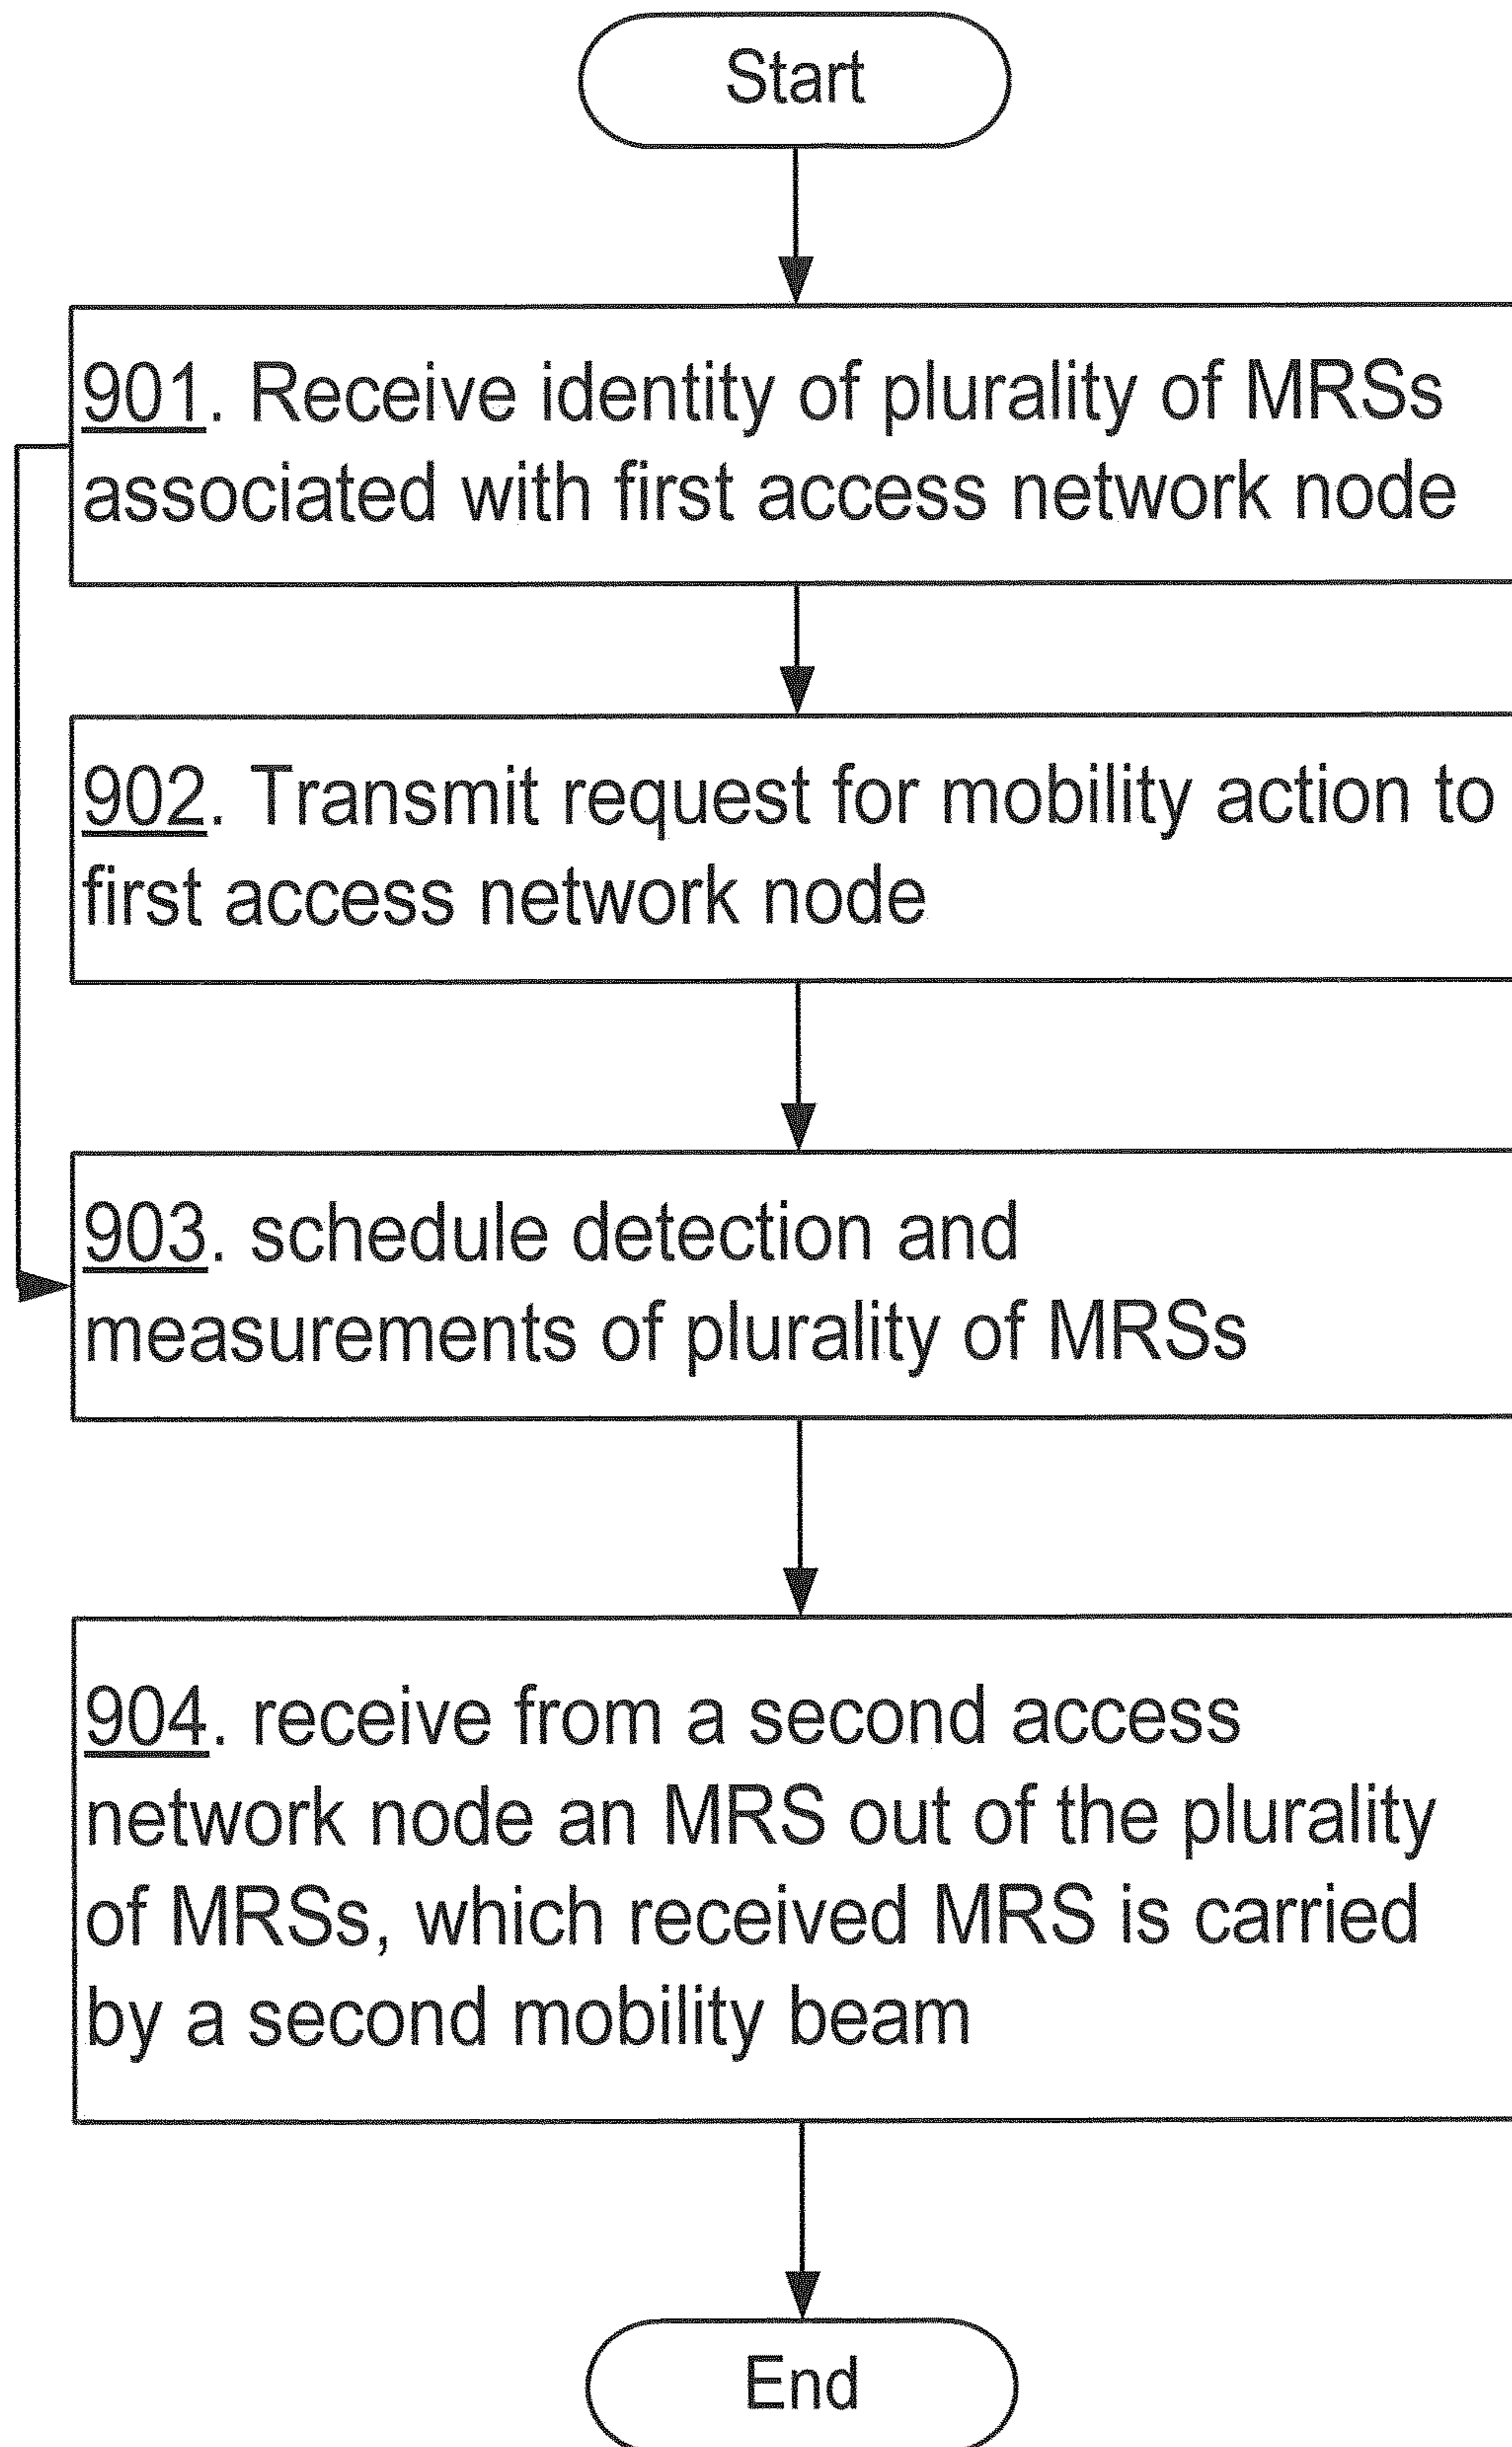 Start
901. Receive identity of plurality of MRSs
associated with first access network node
902. Transmit request for mobility action to
first access network node
903. schedule detection and
measurements of plurality of MRSs
904. receive from a second access
network node an MRS out of the plurality
of MRSs, which received MRS is carried
by a second mobility beam
End